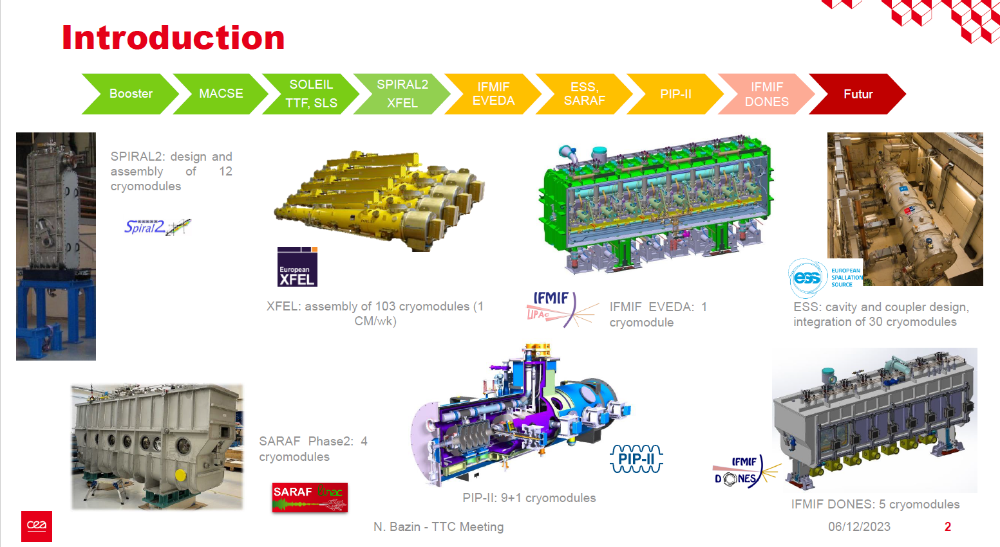 Introduction
Booster
MACSE
SOLEIL
TTF, SLS
SPIRAL2
XFEL
IFMIF
EVEDA
ESS,
SARAF
PIP-II
IFMIF
DONES
Futur
SPIRAL2: design and
assembly of 12
cryomodules
Spiral2
European
XFEL
XFEL: assembly of 103 cryomodules (1
CM/wk)
IFMIF
LIPAc
IFMIF EVEDA: 1
cryomodule
ess
EUROPEAN
SPALLATION
SOURCE
ESS: cavity and coupler design,
integration of 30 cryomodules
SARAF Phase2: 4
cryomodules
SARAF linac
PIP-II
PIP-II: 9+1 cryomodules
IFMIF
DONES
IFMIF DONES: 5 cryomodules
cea
N. Bazin - TTC Meeting
06/12/2023
2